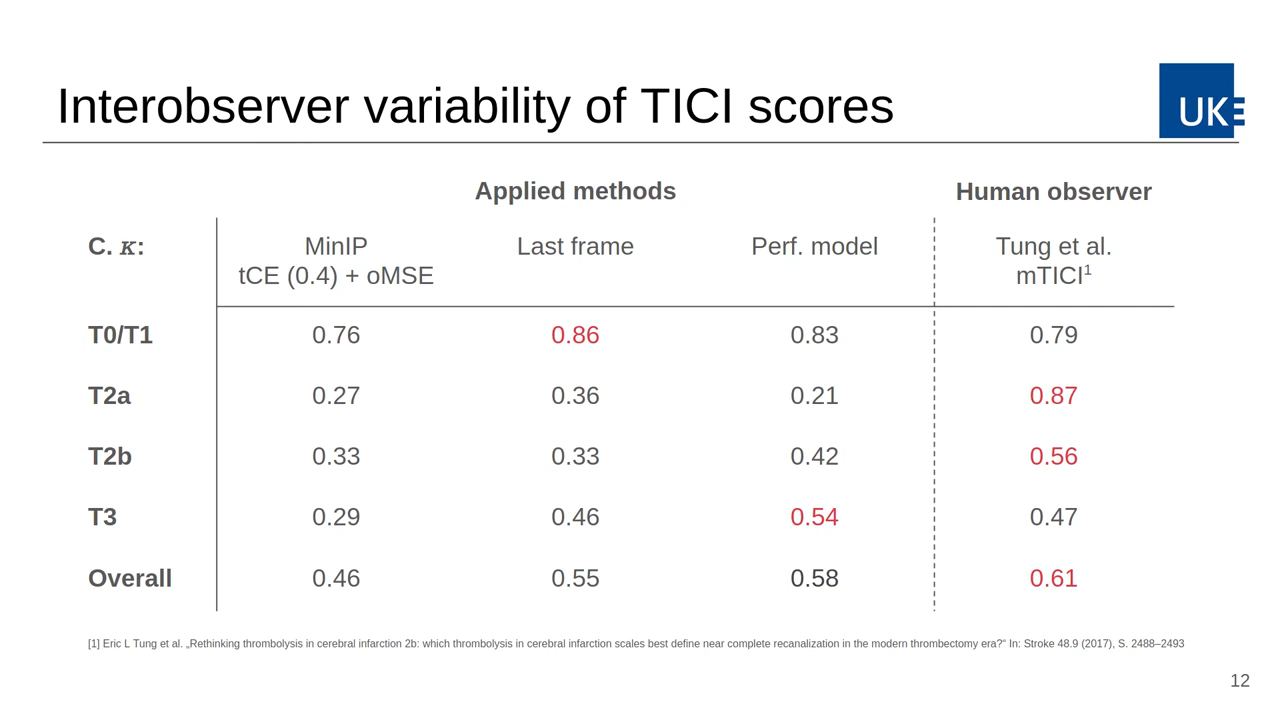 Interobserver variability of TICI scores
UKE
Applied methods
Human observer
C. κ:
MinIP
tCE (0.4) + oMSE
Last frame
Perf. model
Tung et al.
mTICI¹
T0/T1 0.76 0.86 0.83 0.79
T2a 0.27 0.36 0.21 0.87
T2b 0.33 0.33 0.42 0.56
T3 0.29 0.46 0.54 0.47
Overall 0.46 0.55 0.58 0.61
[1] Eric L Tung et al. „Rethinking thrombolysis in cerebral infarction 2b: which thrombolysis in cerebral infarction scales best define near complete recanalization in the modern thrombectomy era?“ In: Stroke 48.9 (2017), S. 2488–2493
12